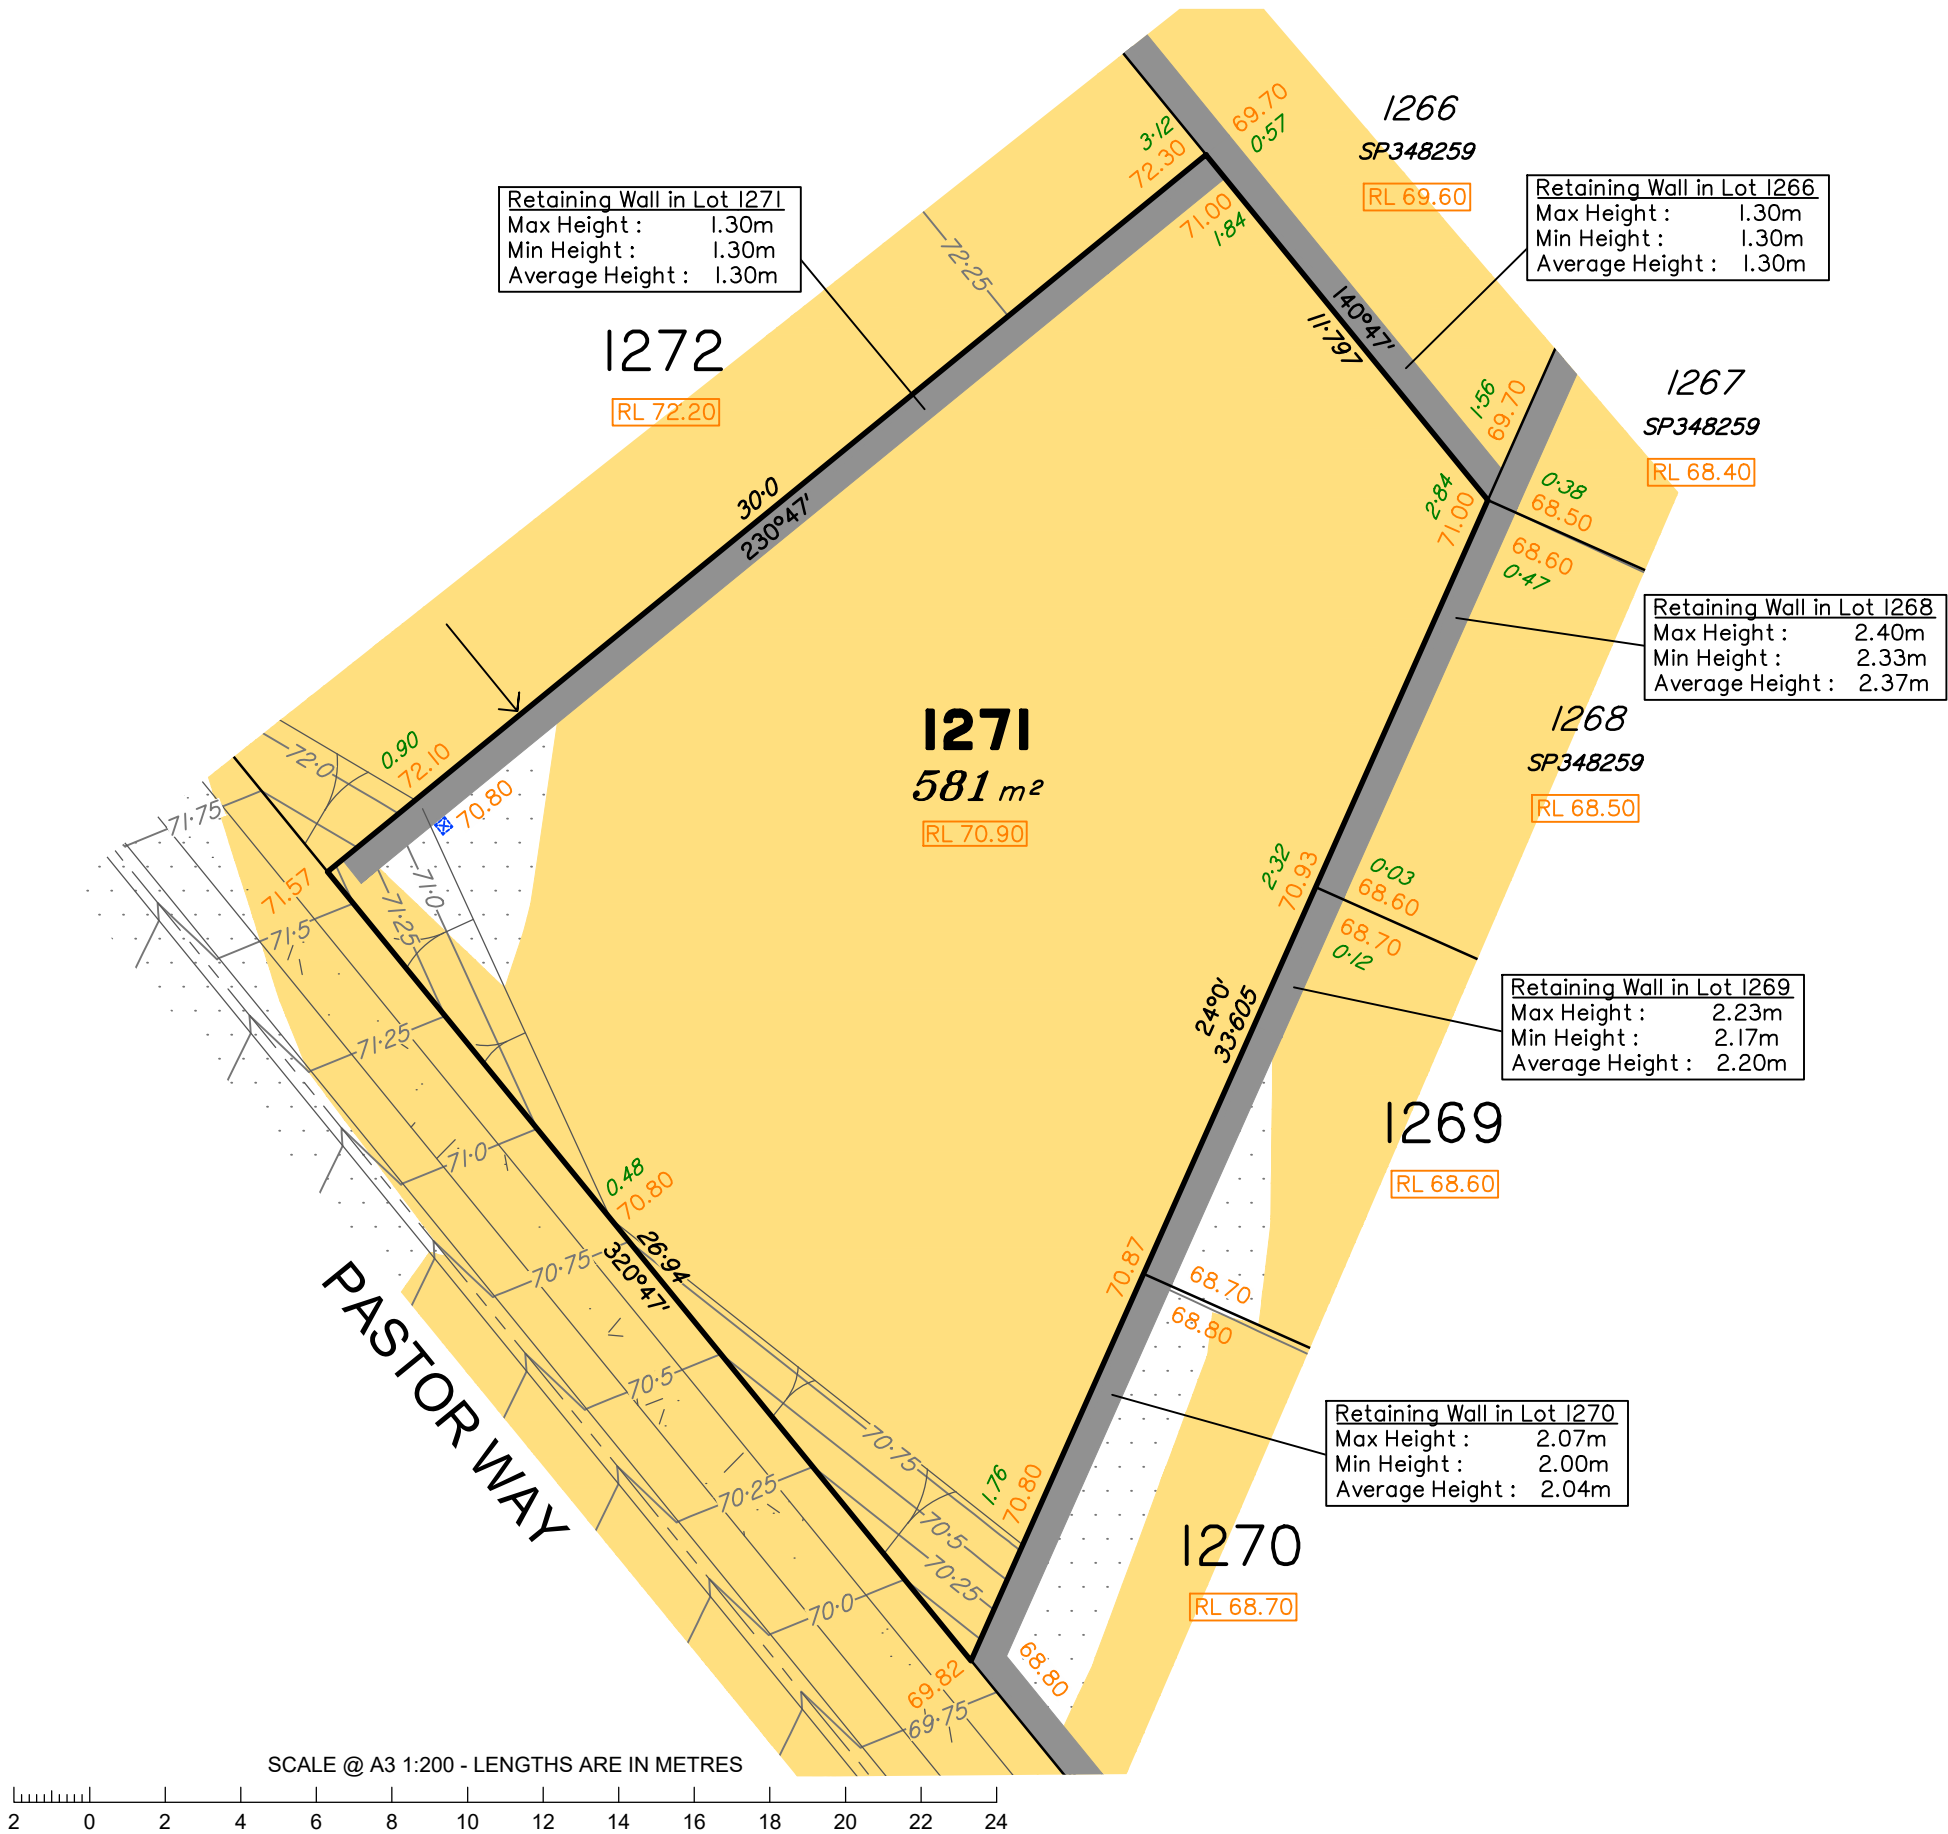 1266
SP348259
RL 69.60
69.70
0·57
3·12
72.30
71.00
1·84
Retaining Wall in Lot 1271
Max Height : 1.30m
Min Height : 1.30m
Average Height : 1.30m
Retaining Wall in Lot 1266
Max Height : 1.30m
Min Height : 1.30m
Average Height : 1.30m
72·25
140°47'
11·797
1272
RL 72.20
1267
SP348259
RL 68.40
1·56
69.70
2·84
71.00
0·38
68.50
68.60
0·47
30·0
230°47'
Retaining Wall in Lot 1268
Max Height : 2.40m
Min Height : 2.33m
Average Height : 2.37m
1268
SP348259
RL 68.50
1271
581 m²
RL 70.90
72·0
0.90
72.10
70.80
71·75
71.57
71·5
71·25
71·0
2·32
70.93
0·03
68.60
68.70
0·12
24°0'
33·605
Retaining Wall in Lot 1269
Max Height : 2.23m
Min Height : 2.17m
Average Height : 2.20m
71·25
1269
RL 68.60
71·0
0.48
70.80
26·94
320°47'
70·75
70.87
68.70
68.80
PASTOR WAY
70·5
70·75
70·25
70·5
70·25
1.76
70.80
Retaining Wall in Lot 1270
Max Height : 2.07m
Min Height : 2.00m
Average Height : 2.04m
1270
RL 68.70
70·0
69.82
69·75
68.80
SCALE @ A3 1:200 - LENGTHS ARE IN METRES
2 0 2 4 6 8 10 12 14 16 18 20 22 24